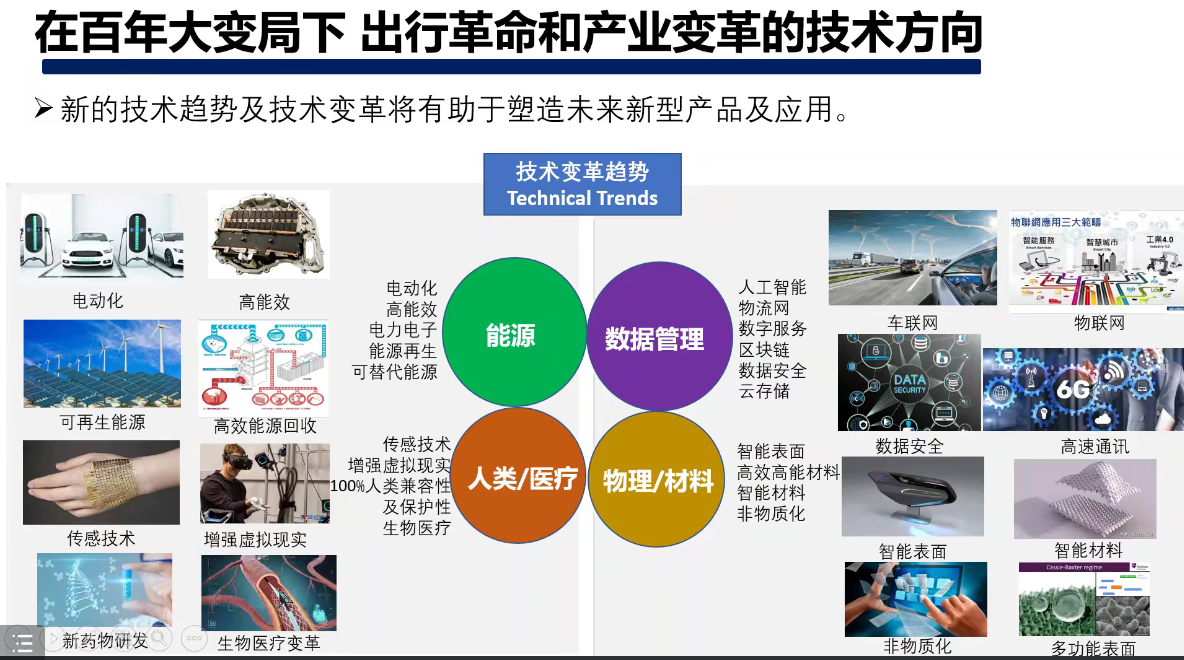 在百年大变局下 出行革命和产业变革的技术方向
新的技术趋势及技术变革将有助于塑造未来新型产品及应用。
技术变革趋势
Technical Trends
电动化
高能效
可再生能源
高效能源回收
传感技术
增强虚拟现实
新药物研发
生物医疗变革
电动化
高能效
电力电子
能源再生
可替代能源
能源
数据管理
人工智能
物流网
数字服务
区块链
数据安全
云存储
传感技术
增强虚拟现实
100%人类兼容性
及保护性
生物医疗
人类/医疗
物理/材料
智能表面
高效高能材料
智能材料
非物质化
物聯網應用三大範疇
智能服務
Smart Services
智慧城市
Smart City
工業4.0
Industry 4.0
车联网
物联网
DATA
SECURITY
6G
数据安全
高速通讯
智能表面
智能材料
Cassie-Baxter regime
非物质化
多功能表面